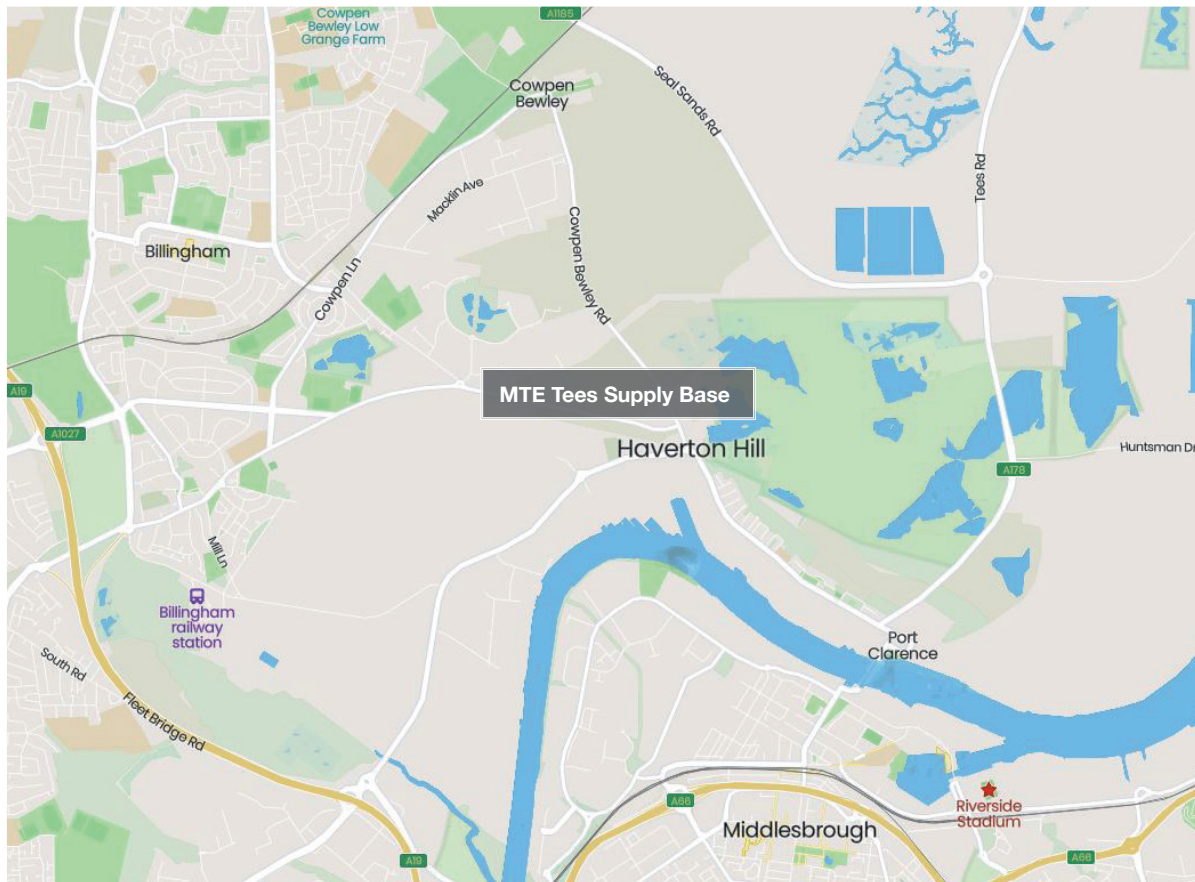 Cowpen
Bewley Low
Grange Farm
A1185
Cowpen
Bewley
Seal Sands Rd
Tees Rd
Macklin Ave
Billingham
Cowpen Ln
Cowpen Bewley Rd
MTE Tees Supply Base
A19
A1027
Haverton Hill
Huntsman Dr
A178
Mill Ln
Billingham
railway
station
South Rd
Fleet Bridge Rd
Port
Clarence
A66
Riverside
Stadium
Middlesbrough
A19
A66